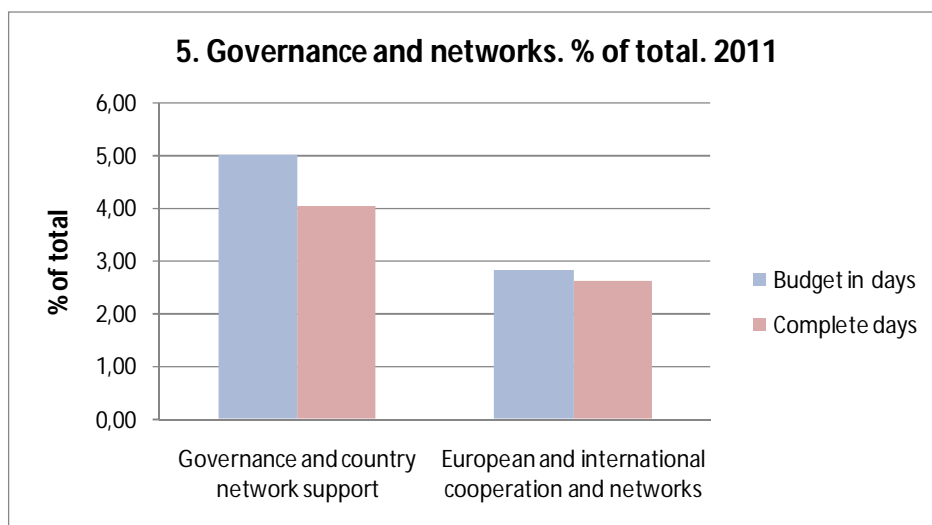 5. Governance and networks. % of total. 2011
6,00
5,00
4,00
3,00
2,00
1,00
0,00
% of total
Governance and country
network support
European and international
cooperation and networks
Budget in days
Complete days